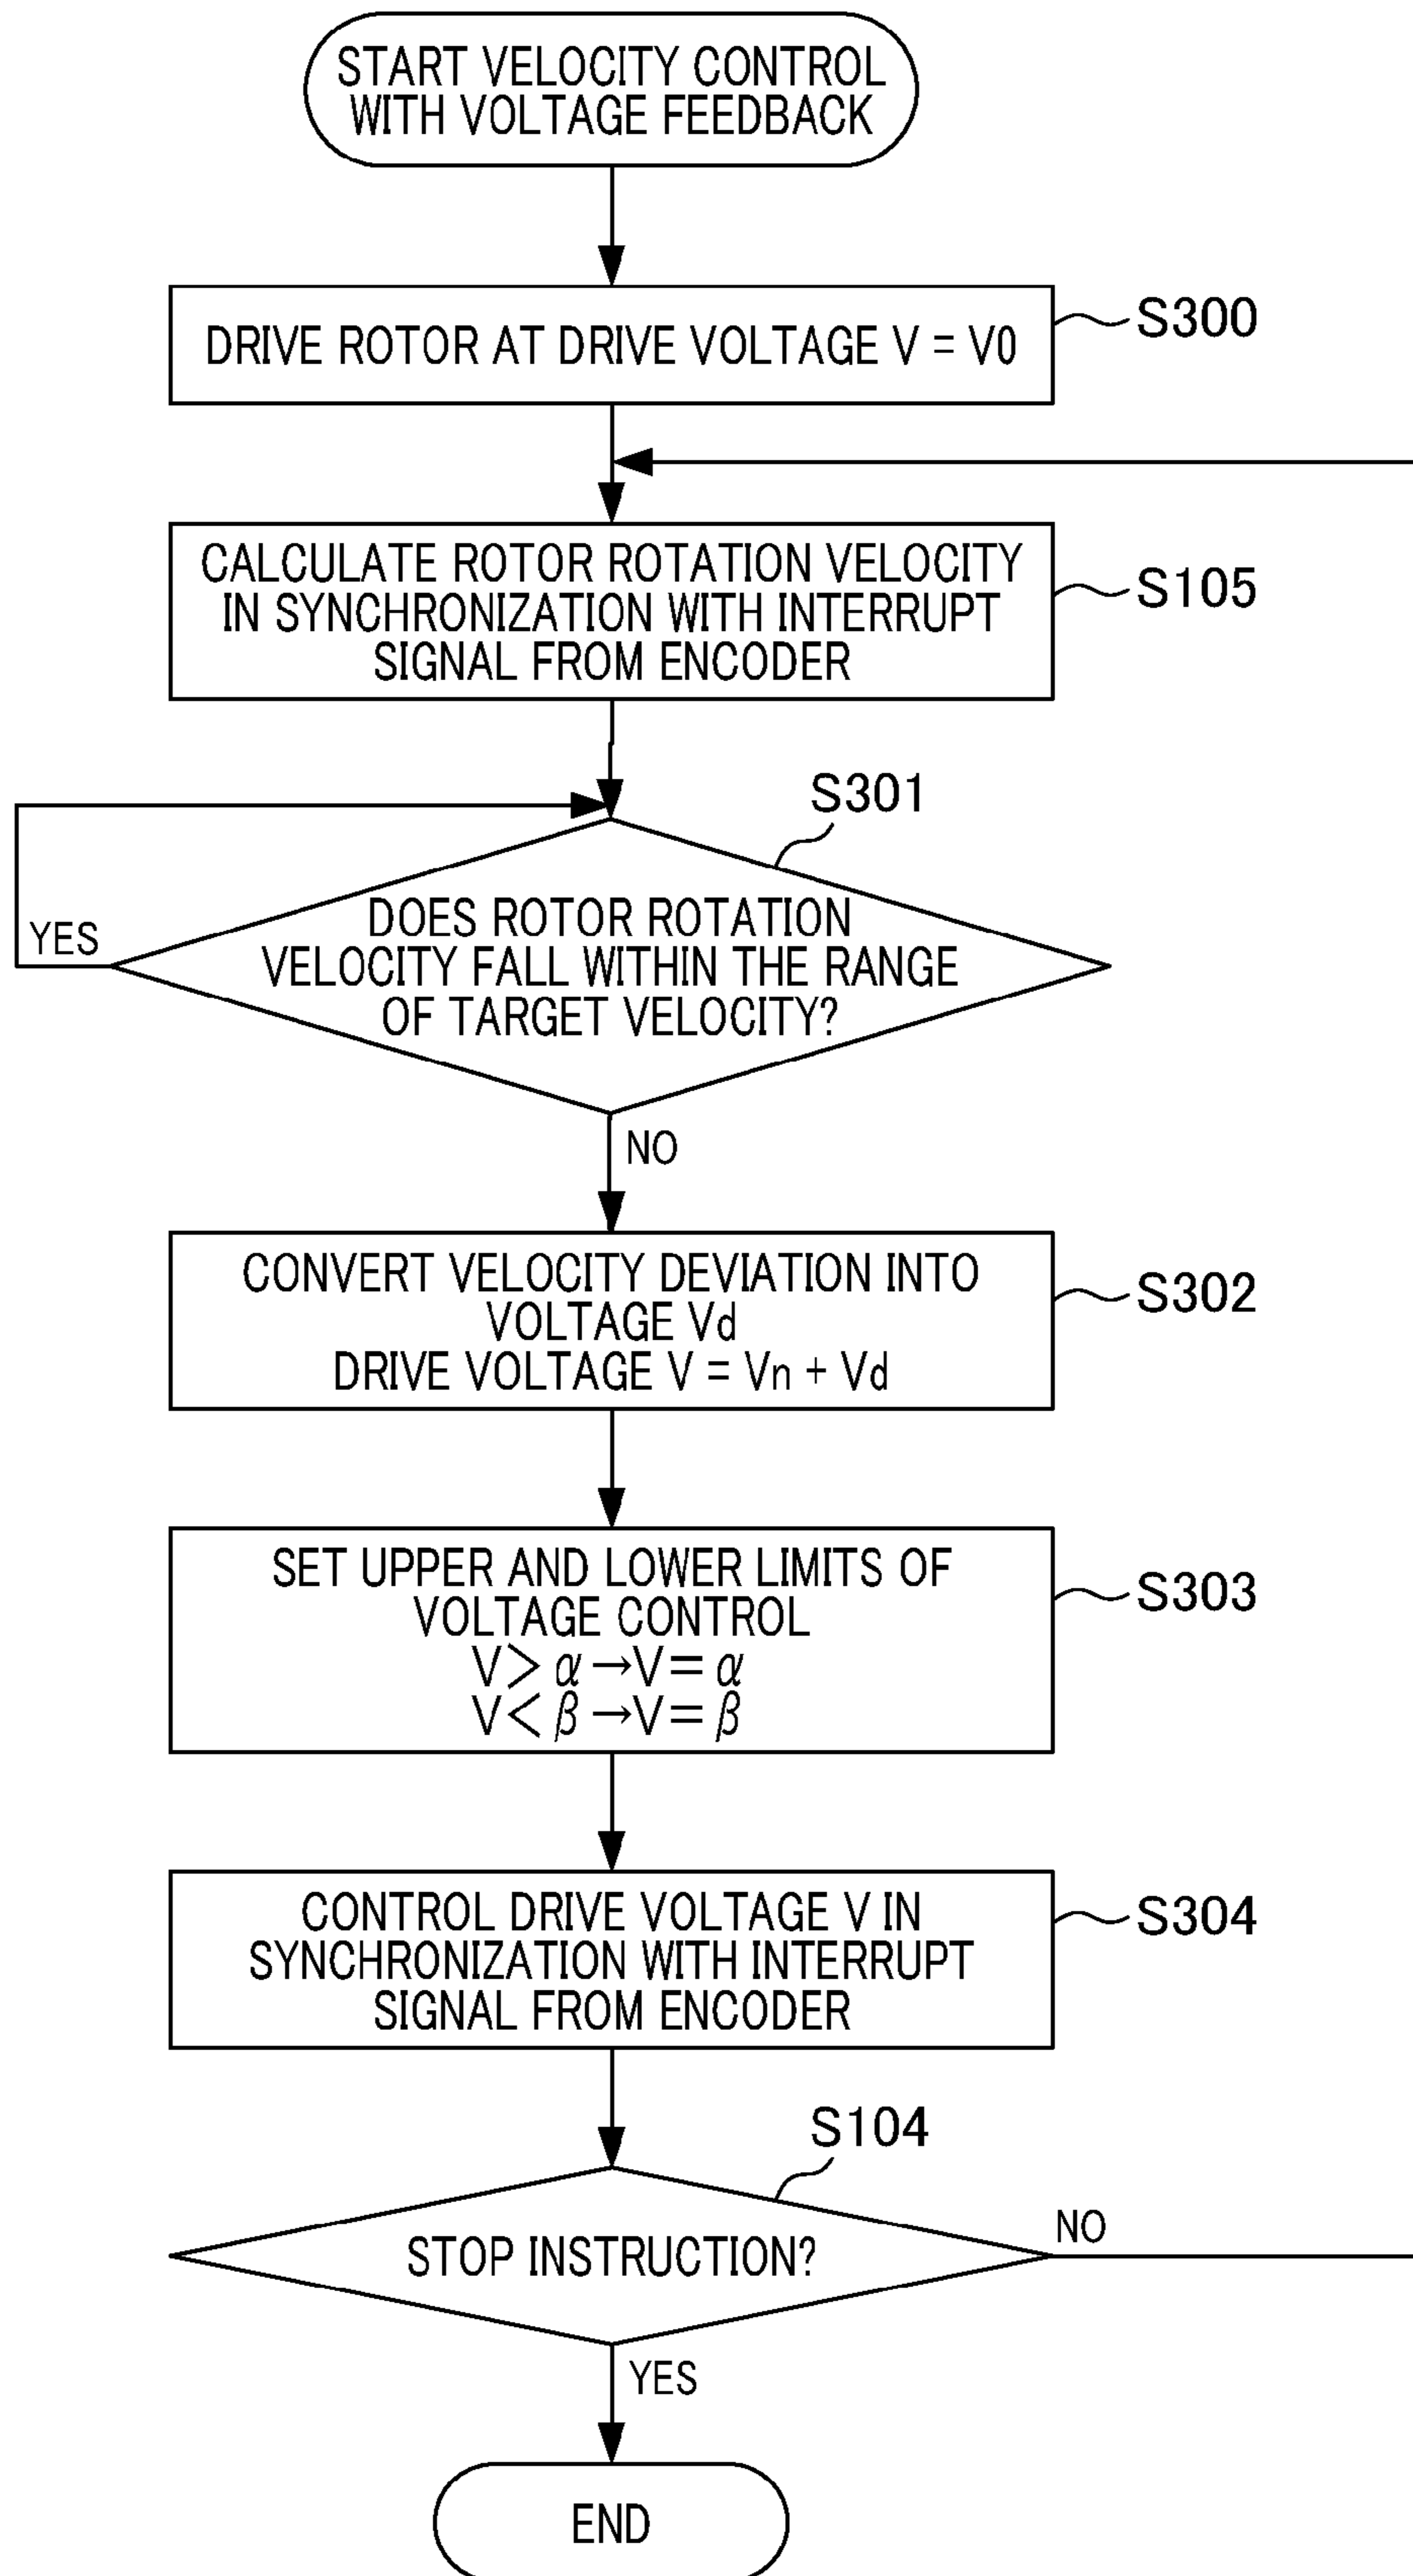 START VELOCITY CONTROL
WITH VOLTAGE FEEDBACK
DRIVE ROTOR AT DRIVE VOLTAGE V = V0
S300
CALCULATE ROTOR ROTATION VELOCITY
IN SYNCHRONIZATION WITH INTERRUPT
SIGNAL FROM ENCODER
S105
S301
DOES ROTOR ROTATION
VELOCITY FALL WITHIN THE RANGE
OF TARGET VELOCITY?
YES
NO
CONVERT VELOCITY DEVIATION INTO
VOLTAGE Vd
DRIVE VOLTAGE V = Vn + Vd
S302
SET UPPER AND LOWER LIMITS OF
VOLTAGE CONTROL
V > α → V = α
V < β → V = β
S303
CONTROL DRIVE VOLTAGE V IN
SYNCHRONIZATION WITH INTERRUPT
SIGNAL FROM ENCODER
S304
S104
STOP INSTRUCTION?
NO
YES
END